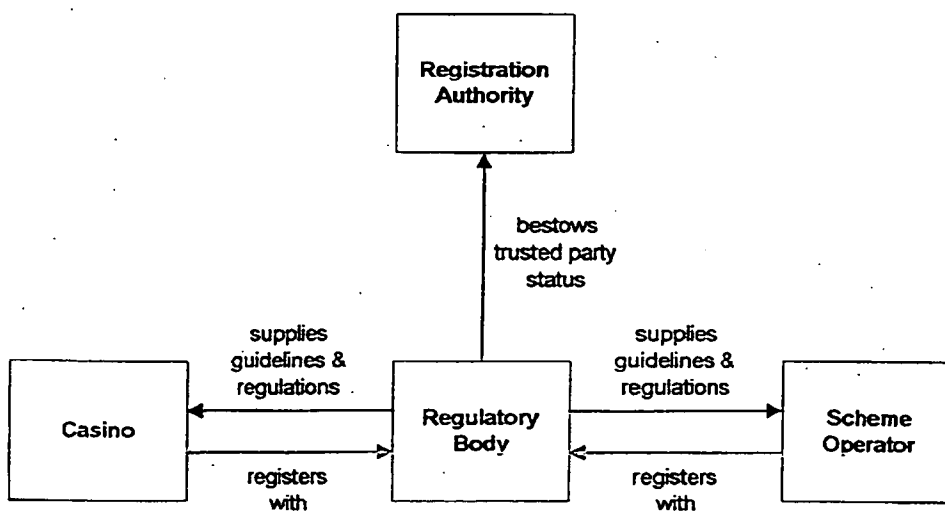 Registration
Authority
bestows
trusted party
status
supplies
guidelines &
regulations
supplies
guidelines &
regulations
Casino
Regulatory
Body
Scheme
Operator
registers
with
registers
with